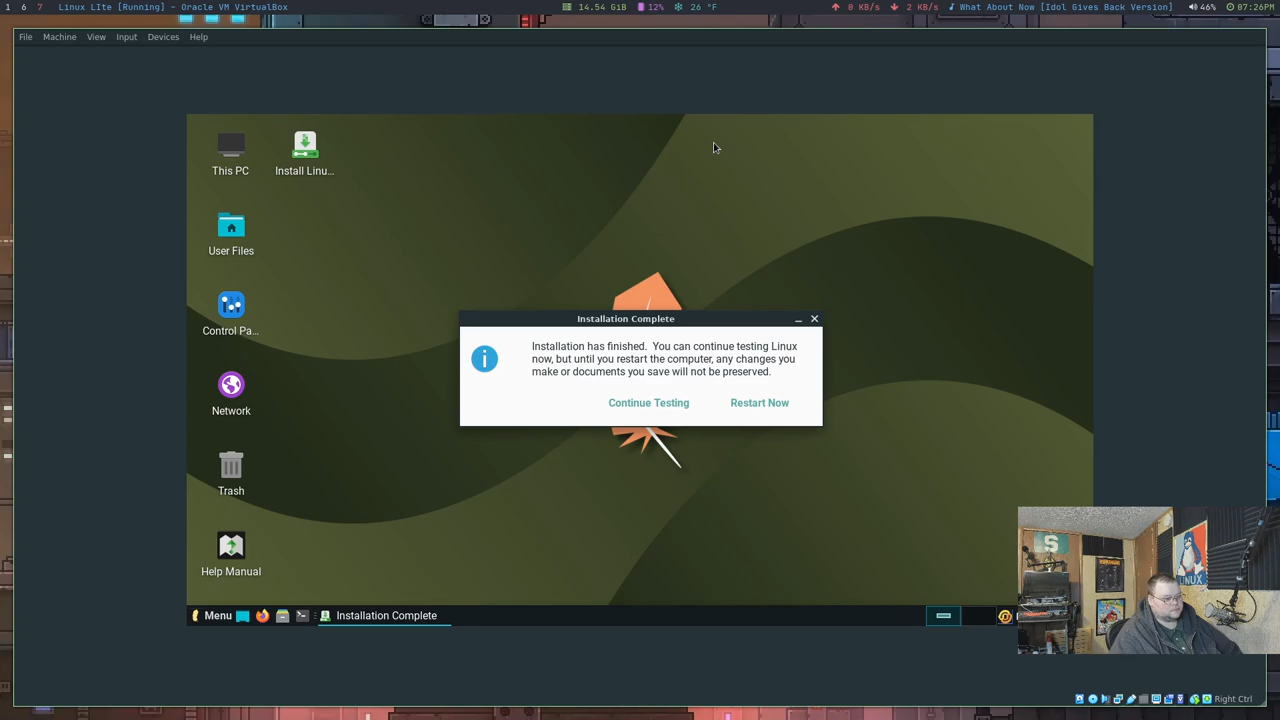 1 6 7 Linux LIte [Running] - Oracle VM VirtualBox 14.54 GiB 12% 26 °F 0 KB/s 2 KB/s What About Now [Idol Gives Back Version] 46% 07:26PM
File Machine View Input Devices Help
This PC
Install Linu...
User Files
Control Pa...
Network
Trash
Help Manual
Installation Complete
Installation has finished. You can continue testing Linux
now, but until you restart the computer, any changes you
make or documents you save will not be preserved.
Continue Testing Restart Now
Menu Installation Complete
S
LINUX
Right Ctrl